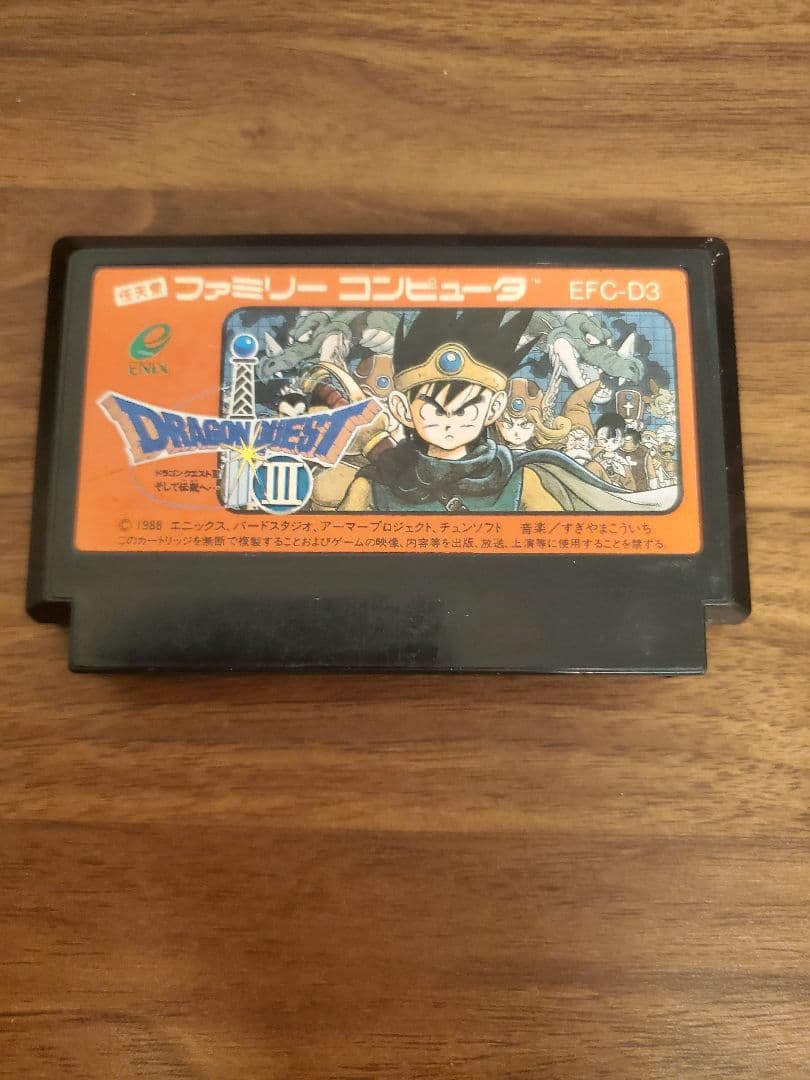 任天堂 ファミリー コンピュータ™ EFC-D3
ENIX
DRAGON QUEST
III
ドラゴンクエストIII
そして伝説へ…
© 1988 エニックス、バードスタジオ、アーマープロジェクト、チュンソフト 音楽/すぎやまこういち
このカートリッジを無断で複製することおよびゲームの映像、内容等を出版、放送、上演等に使用することを禁ずる。